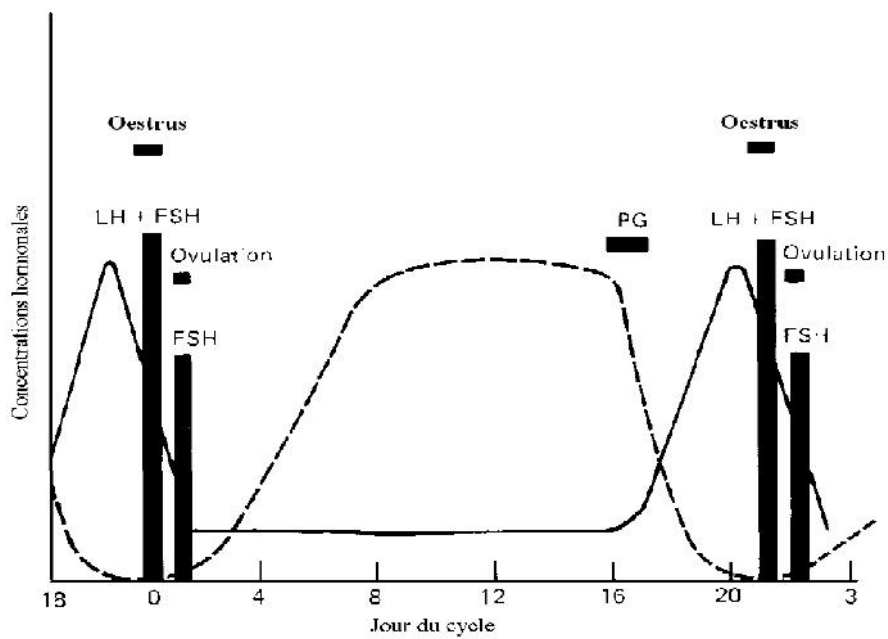 Oestrus
Oestrus
LH + FSH
PG
LH + FSH
Ovulation
Ovulation
FSH
FSH
Concentrations hormonales
18 0 4 8 12 16 20 3
Jour du cycle